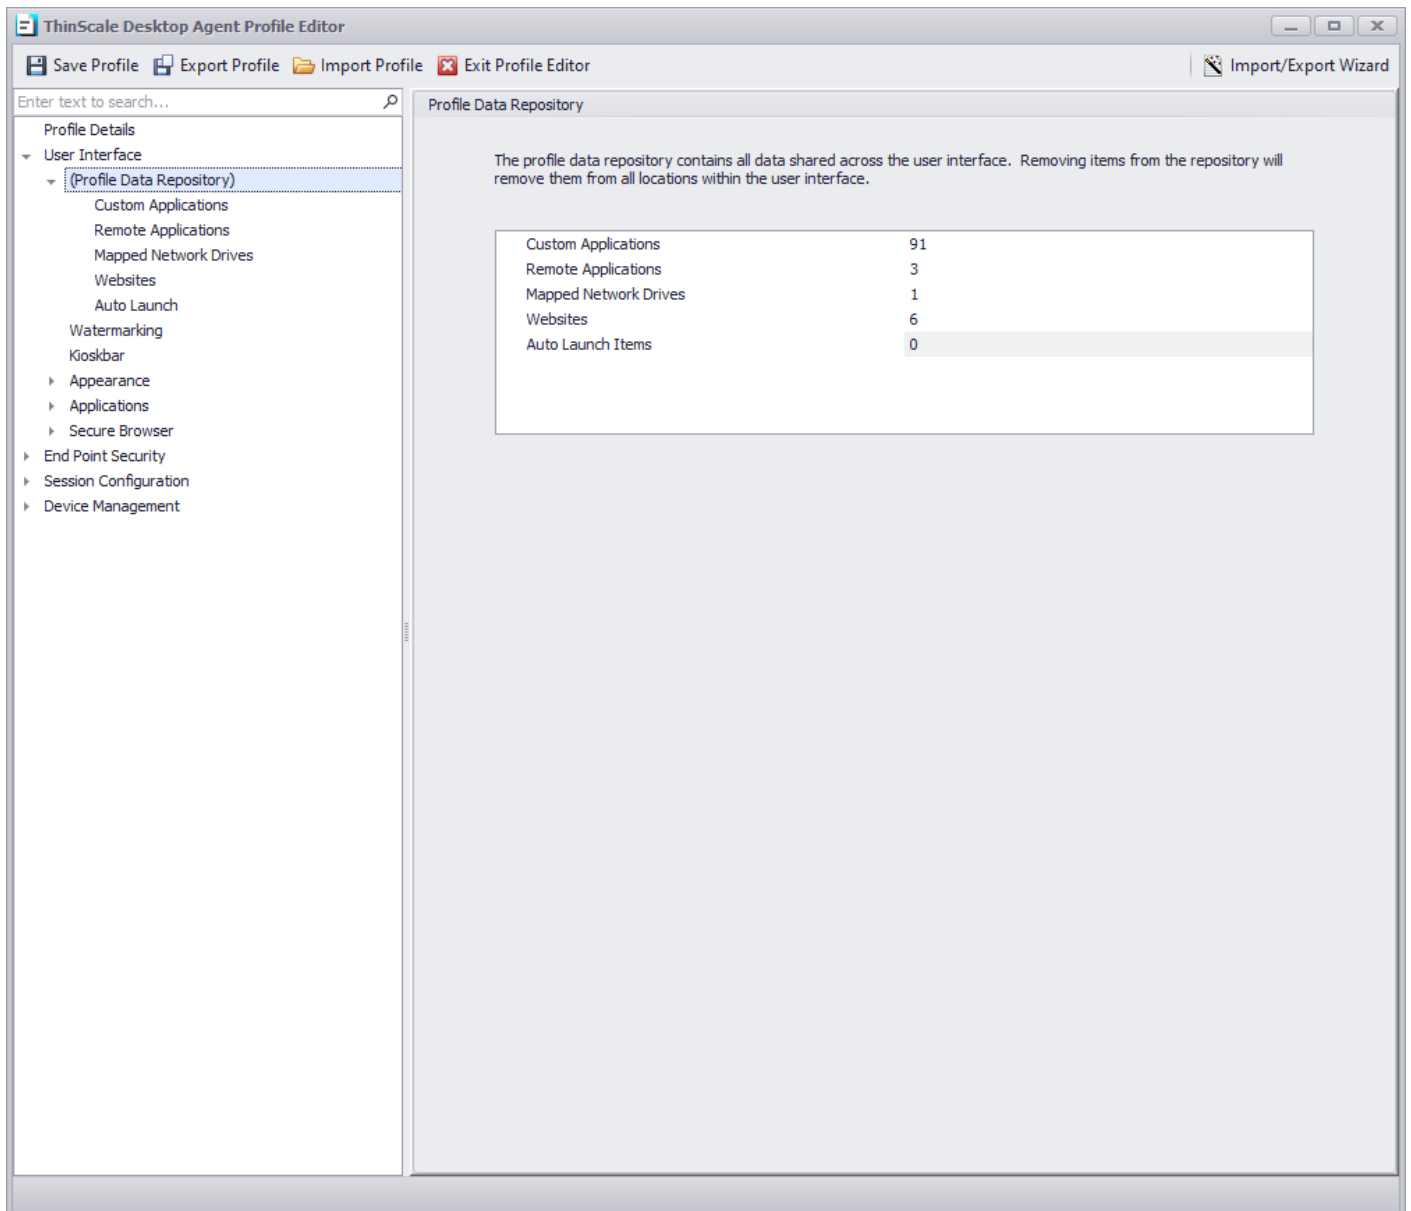 ThinScale Desktop Agent Profile Editor
Save Profile Export Profile Import Profile Exit Profile Editor Import/Export Wizard
Enter text to search...
Profile Details
User Interface
(Profile Data Repository)
Custom Applications
Remote Applications
Mapped Network Drives
Websites
Auto Launch
Watermarking
Kioskbar
Appearance
Applications
Secure Browser
End Point Security
Session Configuration
Device Management
Profile Data Repository
The profile data repository contains all data shared across the user interface.  Removing items from the repository will
remove them from all locations within the user interface.
Custom Applications 91
Remote Applications 3
Mapped Network Drives 1
Websites 6
Auto Launch Items 0